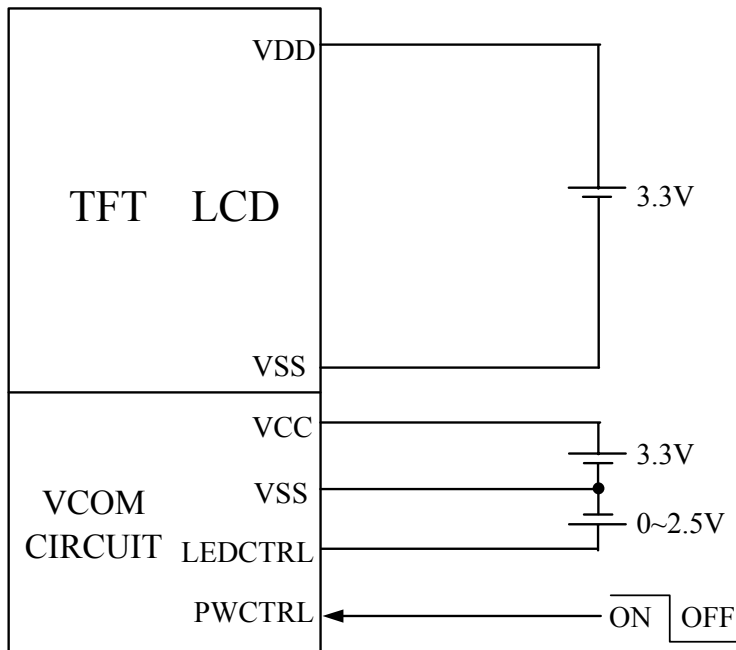 VDD
TFT LCD
3.3V
VSS
VCC
3.3V
VSS
VCOM
CIRCUIT
0~2.5V
LEDCTRL
PWCTRL
ON OFF